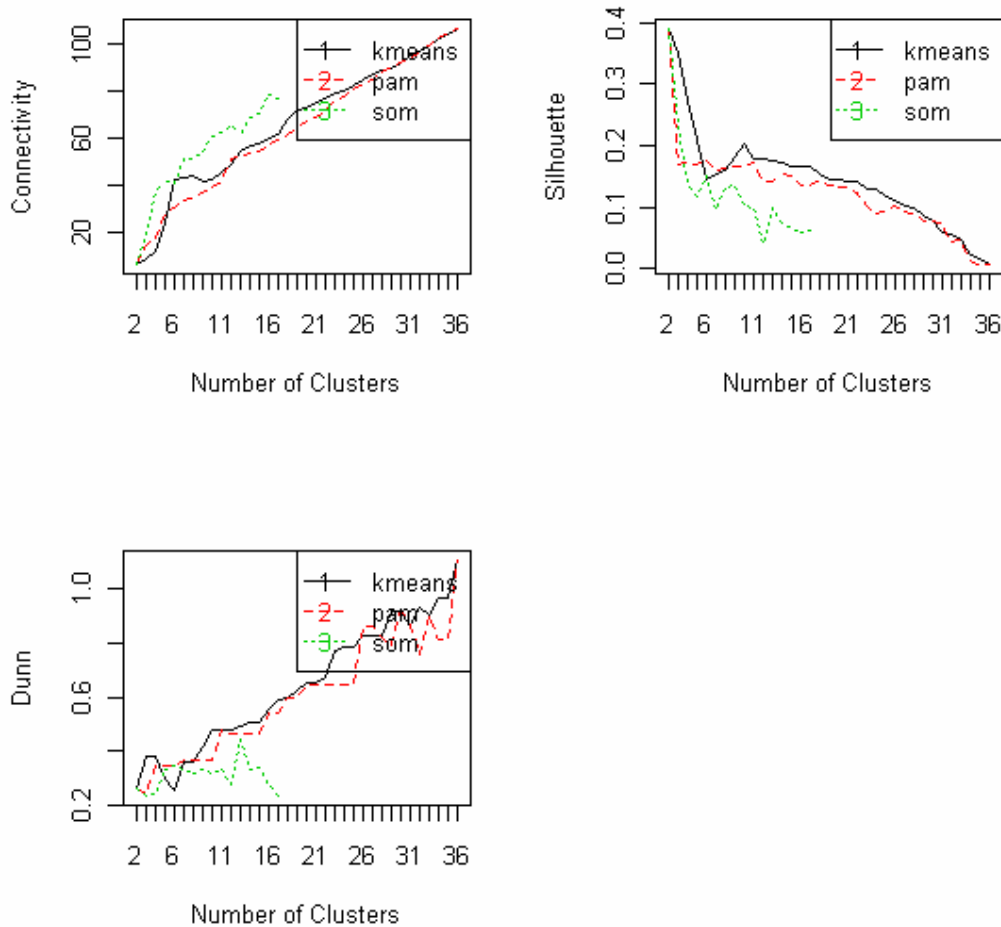 Connectivity
20
60
100
1 kmeans
2 pam
3 som
2 6 11 16 21 26 31 36
Number of Clusters
Silhouette
0.0
0.1
0.2
0.3
0.4
1 kmeans
2 pam
3 som
2 6 11 16 21 26 31 36
Number of Clusters
Dunn
0.2
0.6
1.0
1 kmeans
2 pam
3 som
2 6 11 16 21 26 31 36
Number of Clusters